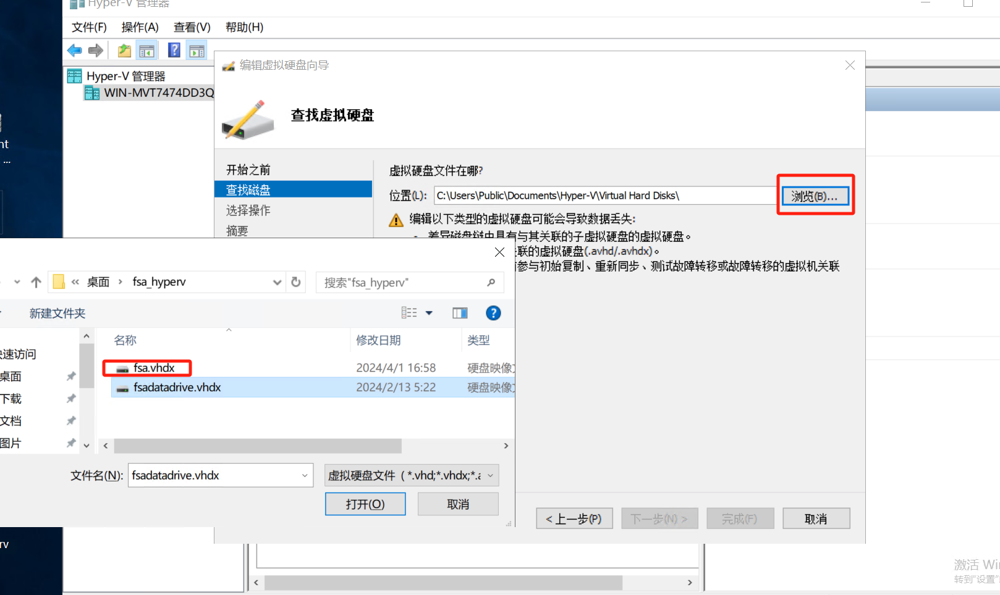 Hyper-V 管理器
文件(F) 操作(A) 查看(V) 帮助(H)
Hyper-V 管理器
WIN-MVT7474DD3Q
编辑虚拟硬盘向导
查找虚拟硬盘
开始之前
查找磁盘
选择操作
摘要
虚拟硬盘文件在哪?
位置(L): C:\Users\Public\Documents\Hyper-V\Virtual Hard Disks\ 浏览(B)...
编辑以下类型的虚拟硬盘可能会导致数据丢失:
- 差异磁盘链中具有与其关联的子虚拟硬盘的虚拟硬盘。
联的虚拟硬盘(.avhd/.avhdx)。
参与初始复制、重新同步、测试故障转移或故障转移的虚拟机关联
< 上一步(P) 下一步(N) > 完成(F) 取消
« 桌面 › fsa_hyperv
搜索"fsa_hyperv"
新建文件夹
名称 修改日期 类型
fsa.vhdx 2024/4/1 16:58 硬盘映像
fsadatadrive.vhdx 2024/2/13 5:22 硬盘映像
速访问
桌面
下载
文档
图片
文件名(N): fsadatadrive.vhdx 虚拟硬盘文件（*.vhd;*.vhdx;*.a
打开(O) 取消
nt
...
rv
激活 Wi
转到"设置"